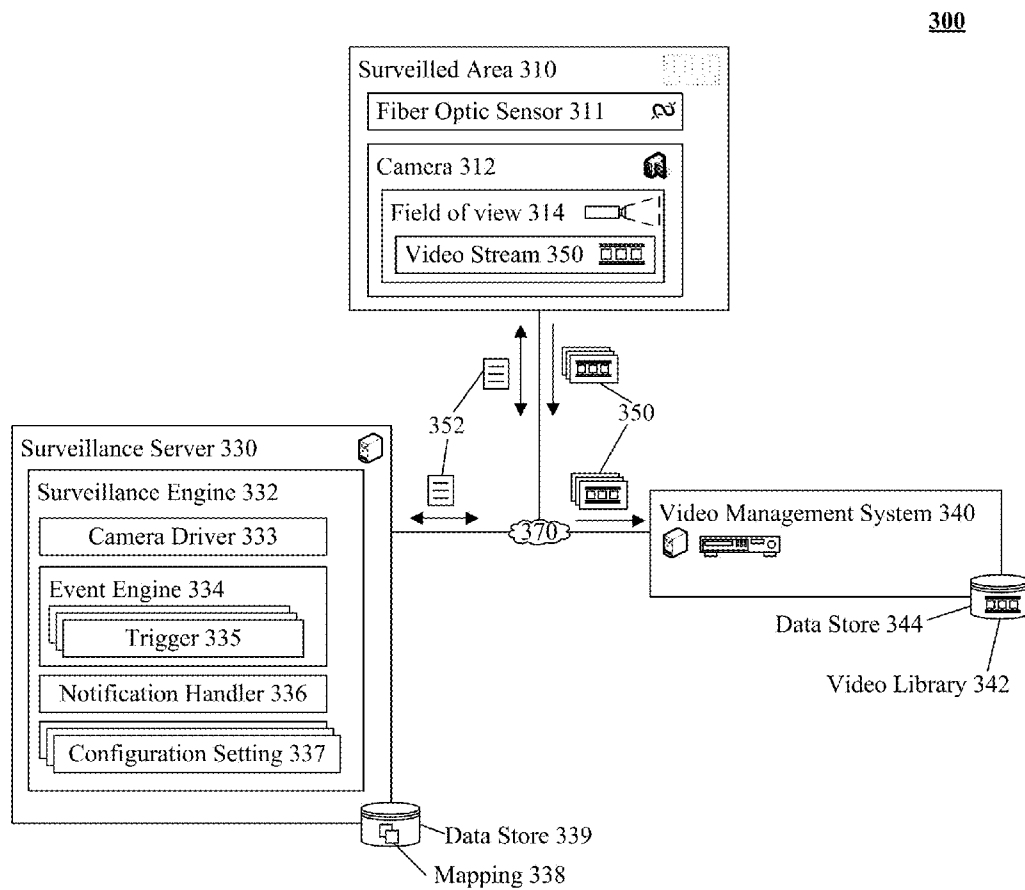 300
Surveilled Area 310
Fiber Optic Sensor 311
Camera 312
Field of view 314
Video Stream 350
352
350
Surveillance Server 330
Surveillance Engine 332
Camera Driver 333
Event Engine 334
Trigger 335
Notification Handler 336
Configuration Setting 337
370
Video Management System 340
Data Store 344
Video Library 342
Data Store 339
Mapping 338